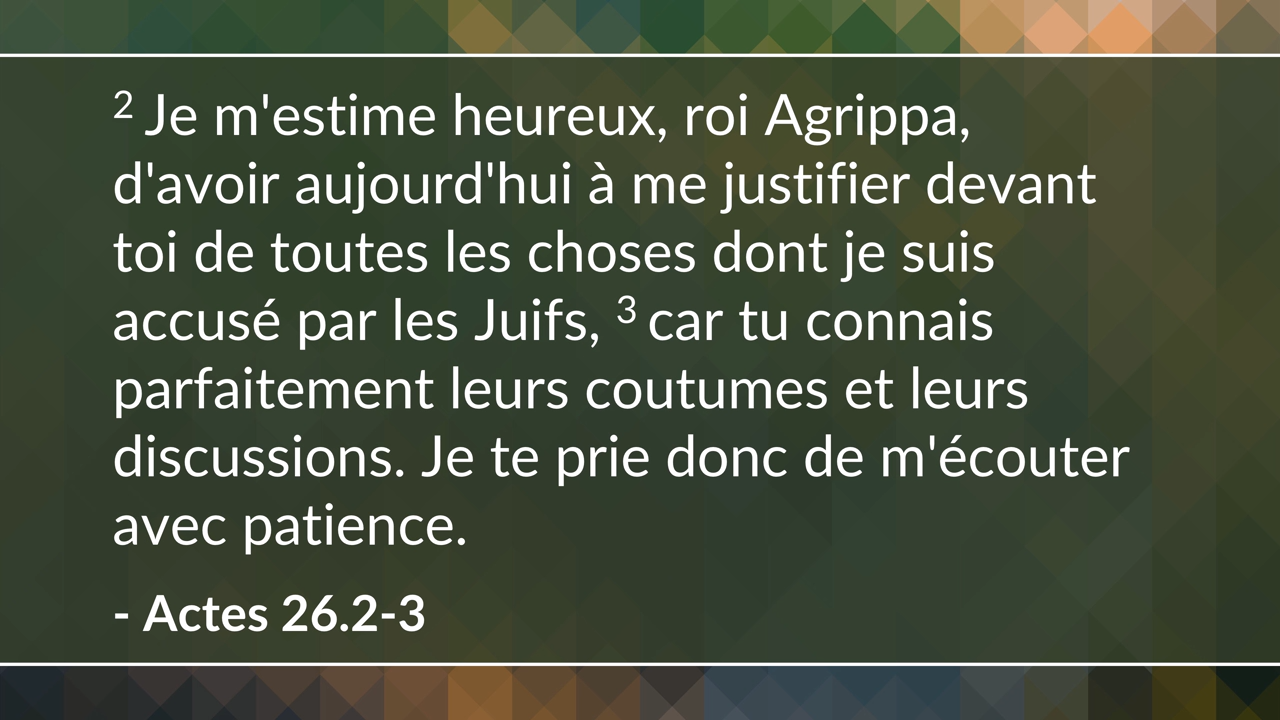 2 Je m'estime heureux, roi Agrippa,
d'avoir aujourd'hui à me justifier devant
toi de toutes les choses dont je suis
accusé par les Juifs, 3 car tu connais
parfaitement leurs coutumes et leurs
discussions. Je te prie donc de m'écouter
avec patience.
- Actes 26.2-3